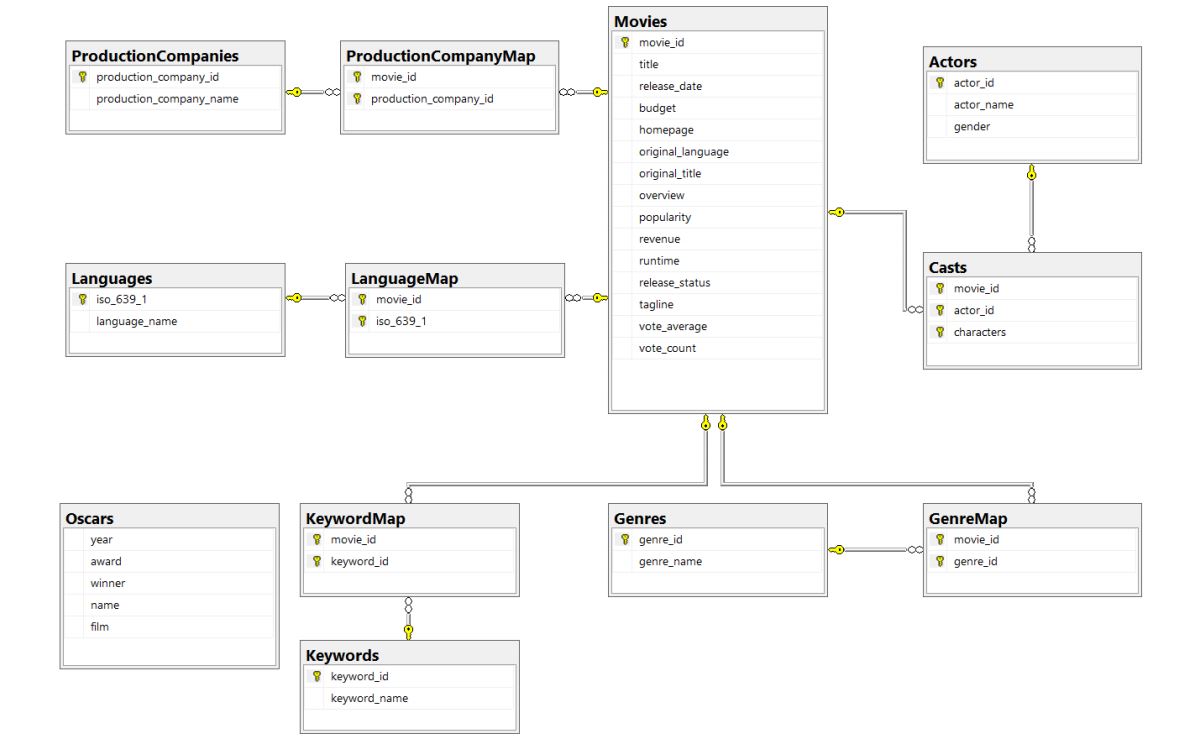 ProductionCompanies
production_company_id
production_company_name
ProductionCompanyMap
movie_id
production_company_id
Movies
movie_id
title
release_date
budget
homepage
original_language
original_title
overview
popularity
revenue
runtime
release_status
tagline
vote_average
vote_count
Actors
actor_id
actor_name
gender
Languages
iso_639_1
language_name
LanguageMap
movie_id
iso_639_1
Casts
movie_id
actor_id
characters
Oscars
year
award
winner
name
film
KeywordMap
movie_id
keyword_id
Genres
genre_id
genre_name
GenreMap
movie_id
genre_id
Keywords
keyword_id
keyword_name